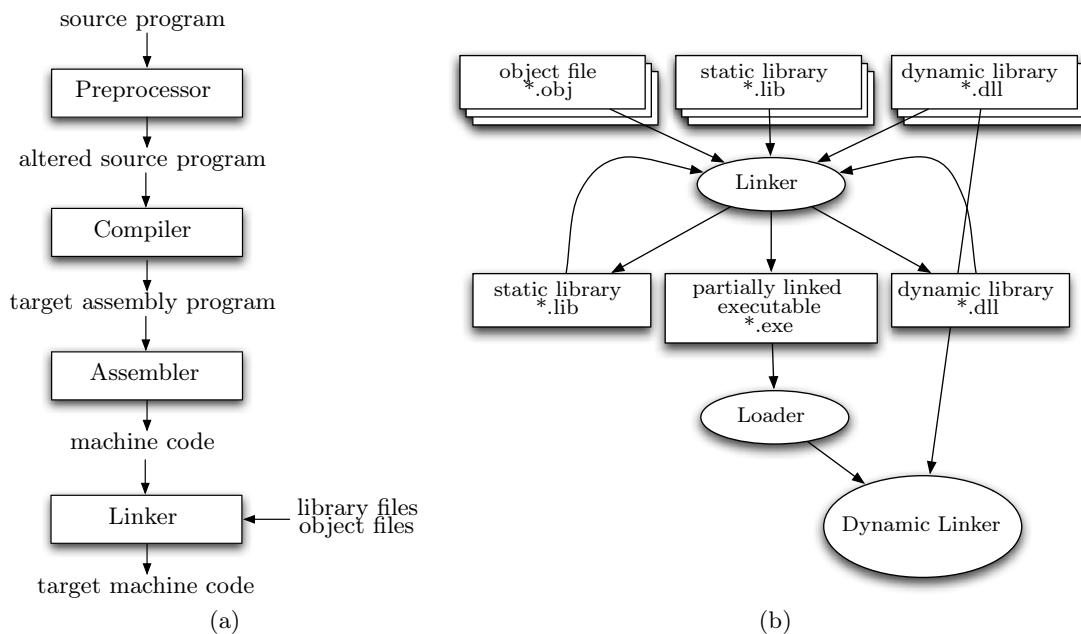 source program
Preprocessor
altered source program
Compiler
target assembly program
Assembler
machine code
Linker
library files
object files
target machine code
(a)
object file
*.obj
static library
*.lib
dynamic library
*.dll
Linker
static library
*.lib
partially linked
executable
*.exe
dynamic library
*.dll
Loader
Dynamic Linker
(b)